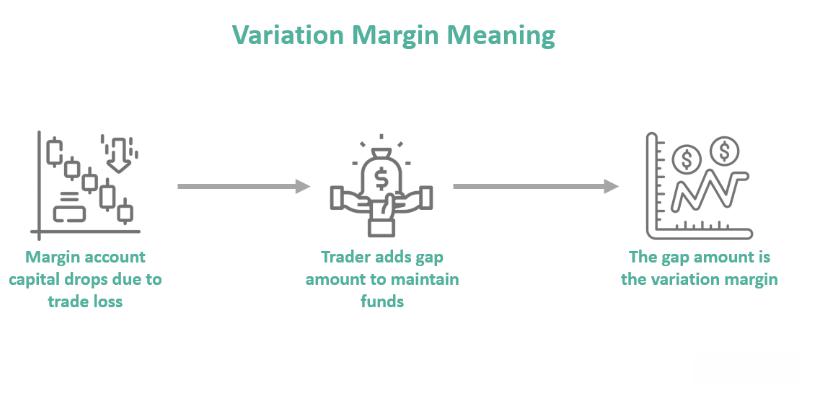 Variation Margin Meaning
Margin account
capital drops due to
trade loss
Trader adds gap
amount to maintain
funds
The gap amount is
the variation margin